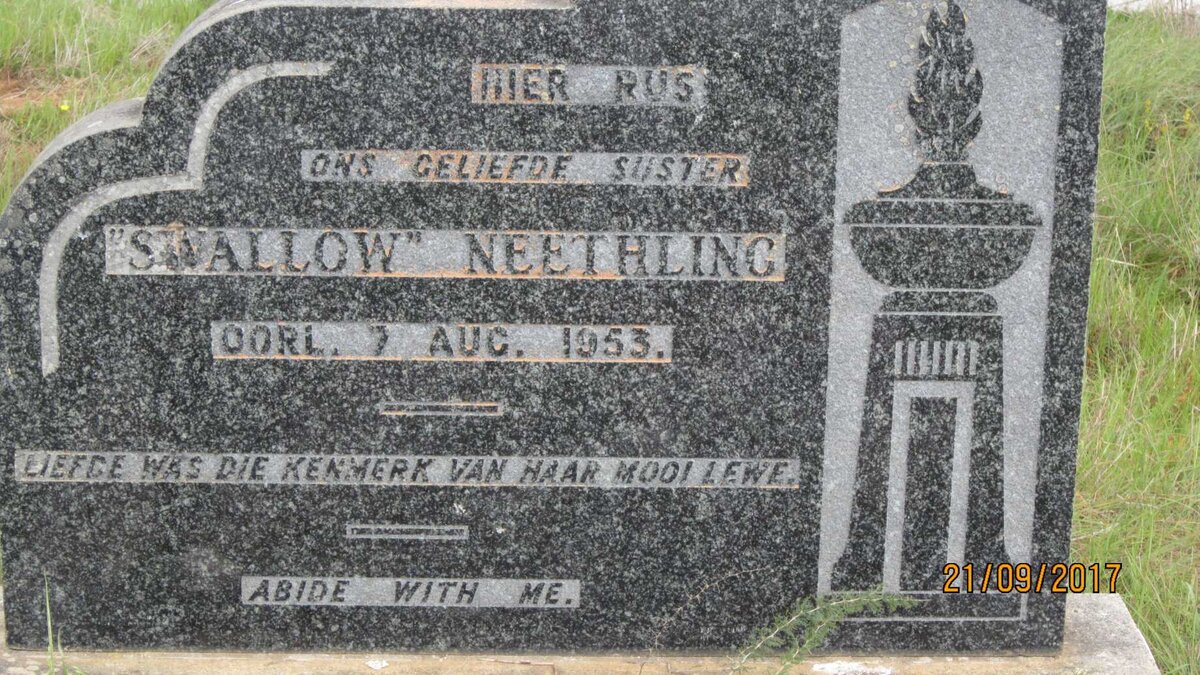 HIER RUS
ONS GELIEFDE SUSTER
"SWALLOW" NEETHLING
OORL. 7 AUG. 1953.
LIEFDE WAS DIE KENMERK VAN HAAR MOOI LEWE.
ABIDE WITH ME.
21/09/2017